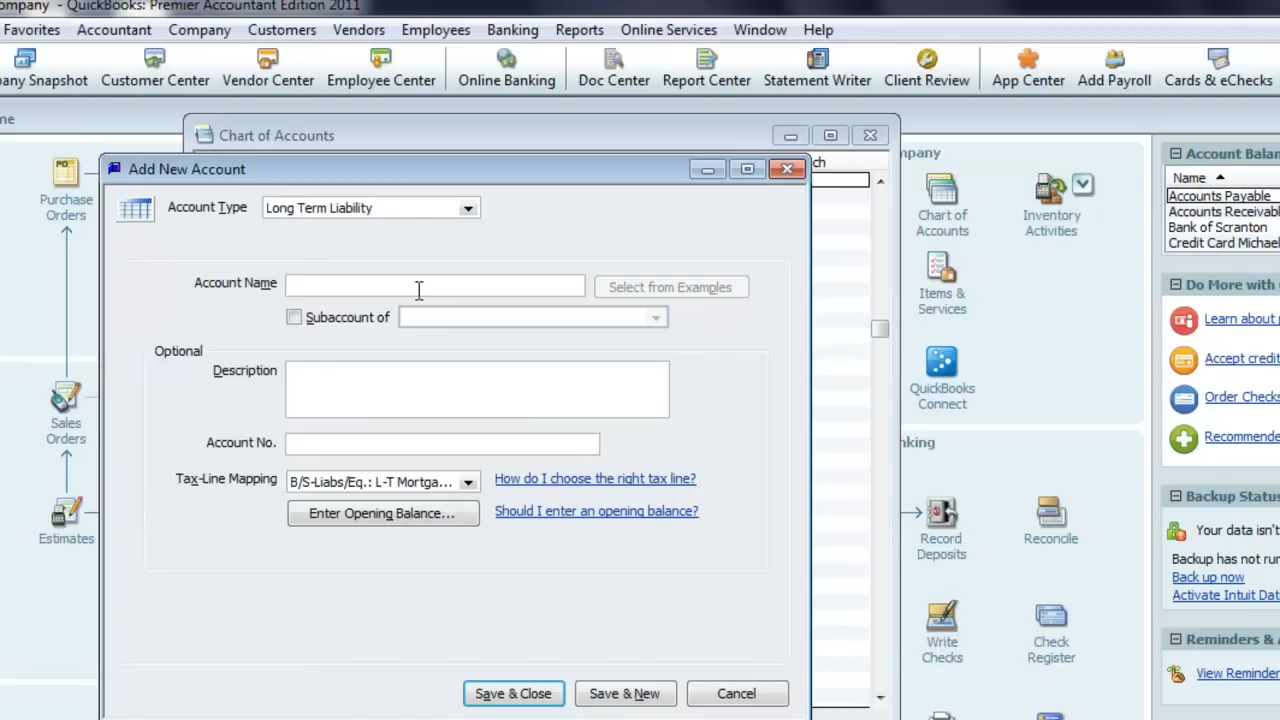 ompany - QuickBooks: Premier Accountant Edition 2011
Favorites Accountant Company Customers Vendors Employees Banking Reports Online Services Window Help
ny Snapshot Customer Center Vendor Center Employee Center Online Banking Doc Center Report Center Statement Writer Client Review App Center Add Payroll Cards & eChecks
me
Chart of Accounts
Add New Account
ch
Account Type Long Term Liability
Account Name Select from Examples
Subaccount of
Optional
Description
Account No.
Tax-Line Mapping B/S-Liabs/Eq.: L-T Mortga... How do I choose the right tax line?
Enter Opening Balance... Should I enter an opening balance?
Save & Close Save & New Cancel
PO
Purchase
Orders
Sales
Orders
Estimates
mpany
Chart of
Accounts
Inventory
Activities
Items &
Services
QuickBooks
Connect
nking
Record
Deposits
Reconcile
Write
Checks
Check
Register
Account Balan
Name
Accounts Payable
Accounts Receivabl
Bank of Scranton
Credit Card Michael
Do More with
Learn about p
Accept credit
Order Checks
Recommende
Backup Status
Your data isn't
Backup has not run
Back up now
Activate Intuit Dat
Reminders &
View Reminder